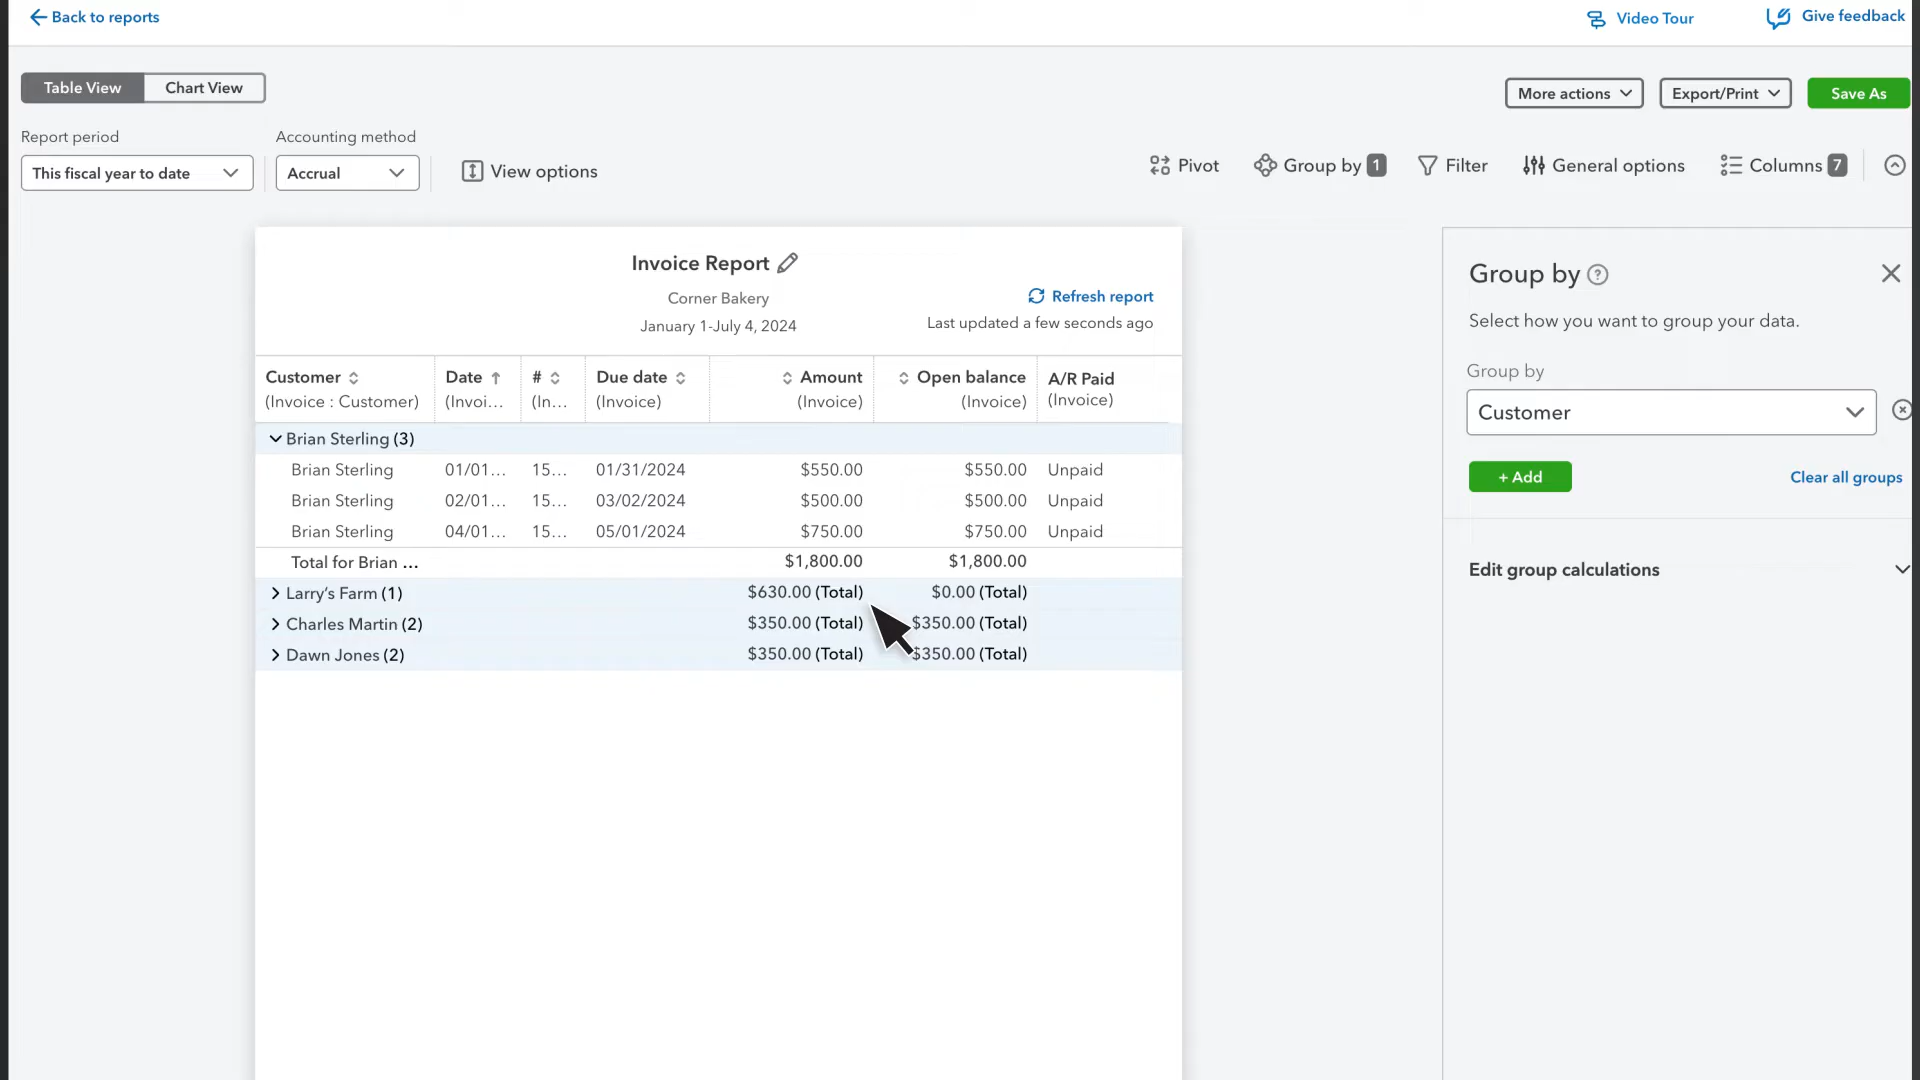 Back to reports
Video Tour
Give feedback
Table View Chart View
More actions Export/Print Save As
Report period Accounting method
This fiscal year to date Accrual View options
Pivot Group by 1 Filter General options Columns 7
Invoice Report
Corner Bakery
January 1-July 4, 2024
Refresh report
Last updated a few seconds ago
Customer Date # Due date Amount Open balance A/R Paid
(Invoice : Customer) (Invoi... (In... (Invoice) (Invoice) (Invoice) (Invoice)
Brian Sterling (3)
Brian Sterling 01/01... 15... 01/31/2024 $550.00 $550.00 Unpaid
Brian Sterling 02/01... 15... 03/02/2024 $500.00 $500.00 Unpaid
Brian Sterling 04/01... 15... 05/01/2024 $750.00 $750.00 Unpaid
Total for Brian ... $1,800.00 $1,800.00
Larry's Farm (1) $630.00 (Total) $0.00 (Total)
Charles Martin (2) $350.00 (Total) $350.00 (Total)
Dawn Jones (2) $350.00 (Total) $350.00 (Total)
Group by
Select how you want to group your data.
Group by
Customer
+ Add Clear all groups
Edit group calculations